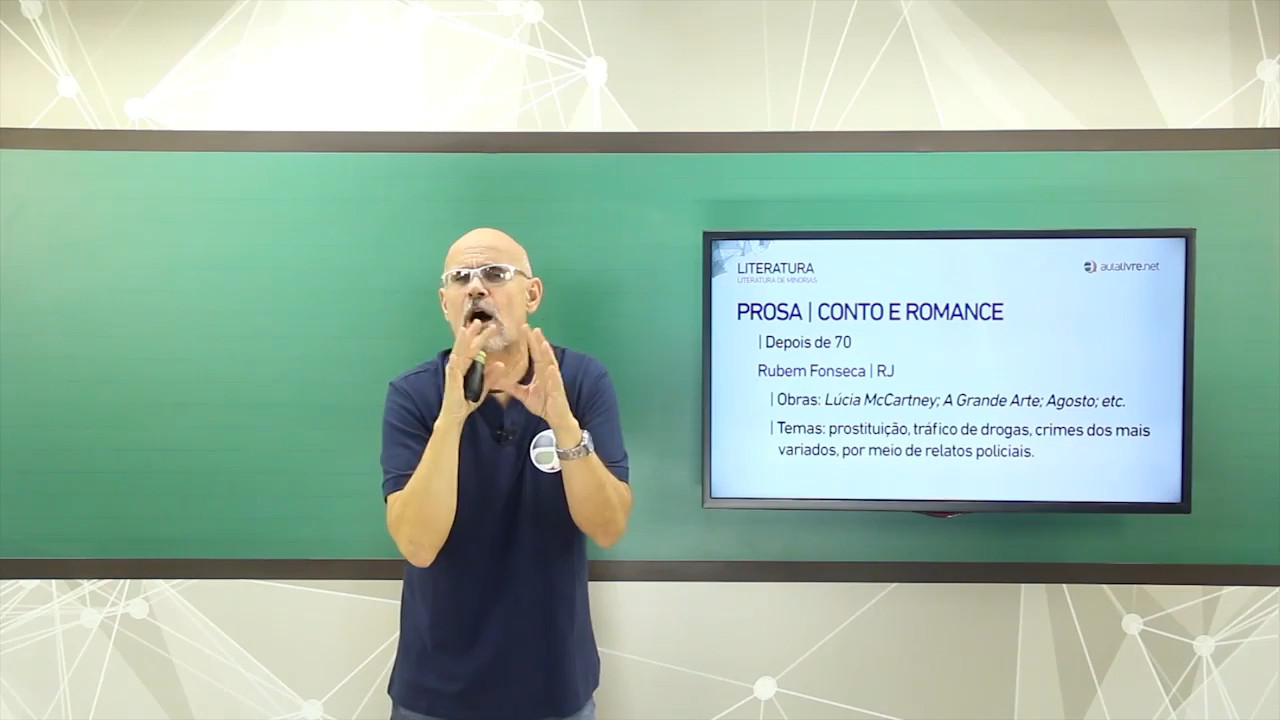 LITERATURA
LITERATURA DE MINORIAS
aulalivre.net
PROSA | CONTO E ROMANCE
| Depois de 70
Rubem Fonseca | RJ
| Obras: Lúcia McCartney; A Grande Arte; Agosto; etc.
| Temas: prostituição, tráfico de drogas, crimes dos mais
variados, por meio de relatos policiais.